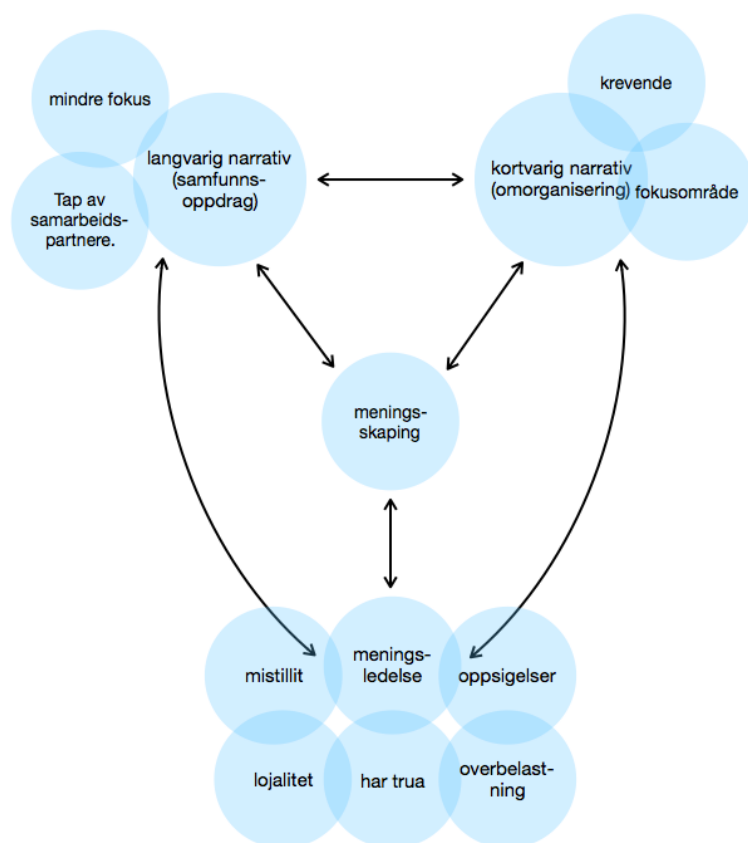 mindre fokus
langvarig narrativ
(samfunns-
oppdrag)
Tap av
samarbeids-
partnere.
krevende
kortvarig narrativ
(omorganisering)
fokusområde
menings-
skaping
mistillit
menings-
ledelse
oppsigelser
lojalitet
har trua
overbelast-
ning